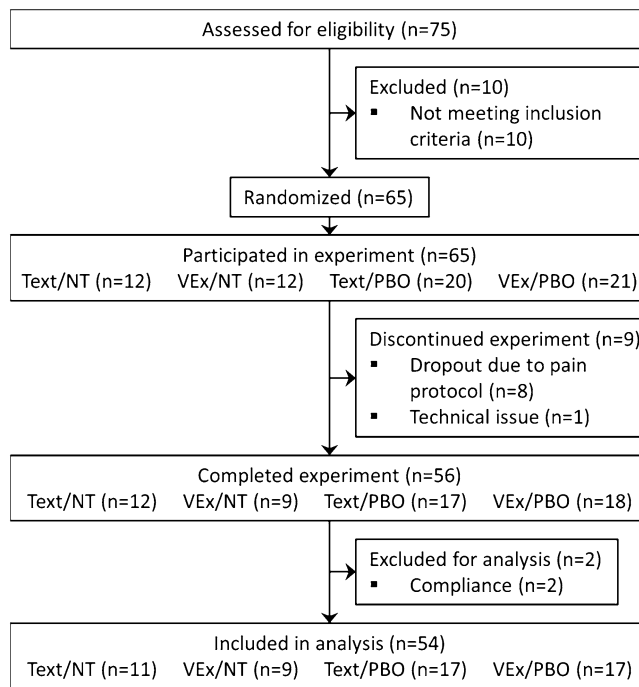 Assessed for eligibility (n=75)
Excluded (n=10)
▪ Not meeting inclusion
criteria (n=10)
Randomized (n=65)
Participated in experiment (n=65)
Text/NT (n=12) VEx/NT (n=12) Text/PBO (n=20) VEx/PBO (n=21)
Discontinued experiment (n=9)
▪ Dropout due to pain
protocol (n=8)
▪ Technical issue (n=1)
Completed experiment (n=56)
Text/NT (n=12) VEx/NT (n=9) Text/PBO (n=17) VEx/PBO (n=18)
Excluded for analysis (n=2)
▪ Compliance (n=2)
Included in analysis (n=54)
Text/NT (n=11) VEx/NT (n=9) Text/PBO (n=17) VEx/PBO (n=17)